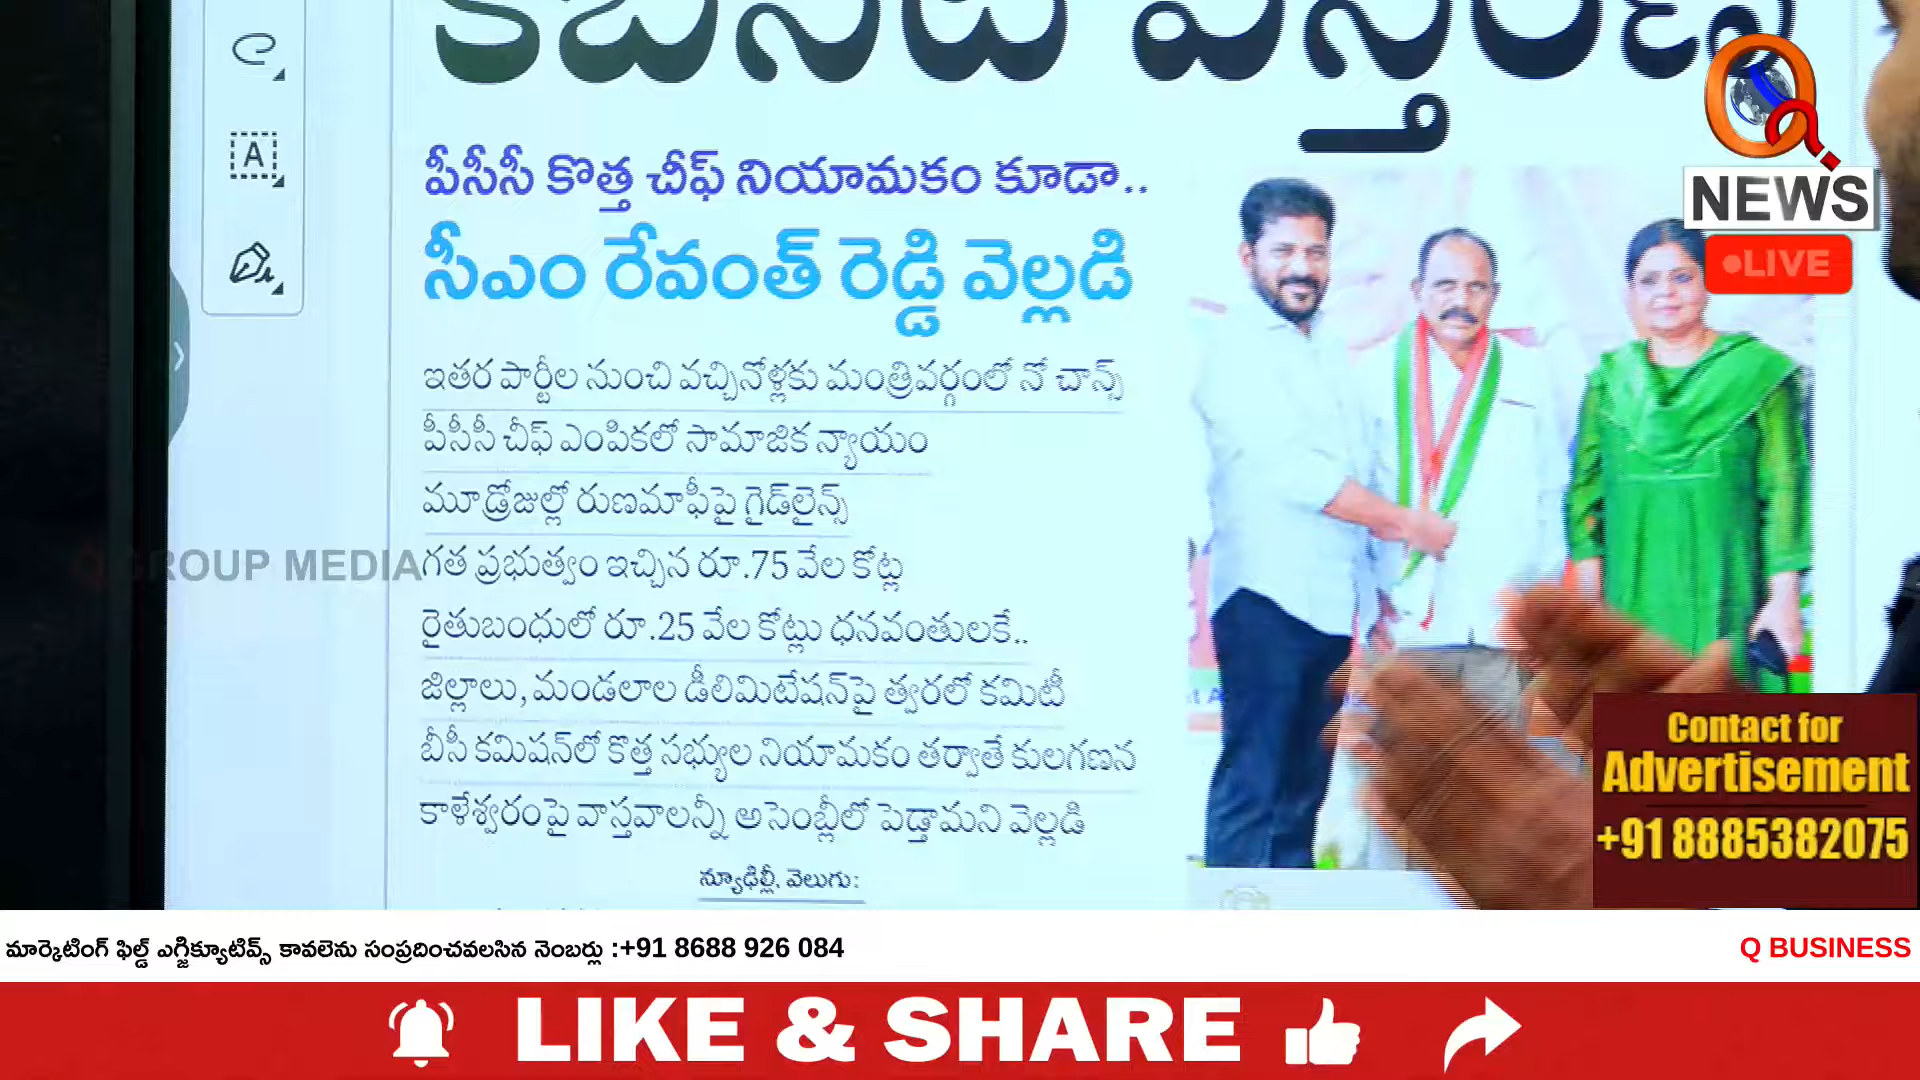 కేబినెట్ విస్తరణ
పీసీసీ కొత్త చీఫ్ నియామకం కూడా..
సీఎం రేవంత్ రెడ్డి వెల్లడి
ఇతర పార్టీల నుంచి వచ్చినోళ్లకు మంత్రివర్గంలో నో చాన్స్
పీసీసీ చీఫ్ ఎంపికలో సామాజిక న్యాయం
మూడ్రోజుల్లో రుణమాఫీపై గైడ్‌లైన్స్
గత ప్రభుత్వం ఇచ్చిన రూ.75 వేల కోట్ల
రైతుబంధులో రూ.25 వేల కోట్లు ధనవంతులకే..
జిల్లాలు, మండలాల డీలిమిటేషన్‌పై త్వరలో కమిటీ
బీసీ కమిషన్‌లో కొత్త సభ్యుల నియామకం తర్వాతే కులగణన
కాళేశ్వరంపై వాస్తవాలన్నీ అసెంబ్లీలో పెడ్తామని వెల్లడి
న్యూఢిల్లీ, వెలుగు:
A
Q GROUP MEDIA
Q
NEWS
LIVE
Contact for
Advertisement
+91 8885382075
మార్కెటింగ్ ఫిల్డ్ ఎగ్జిక్యూటివ్స్ కావలెను సంప్రదించవలసిన నెంబర్లు :+91 8688 926 084
Q BUSINESS
LIKE & SHARE